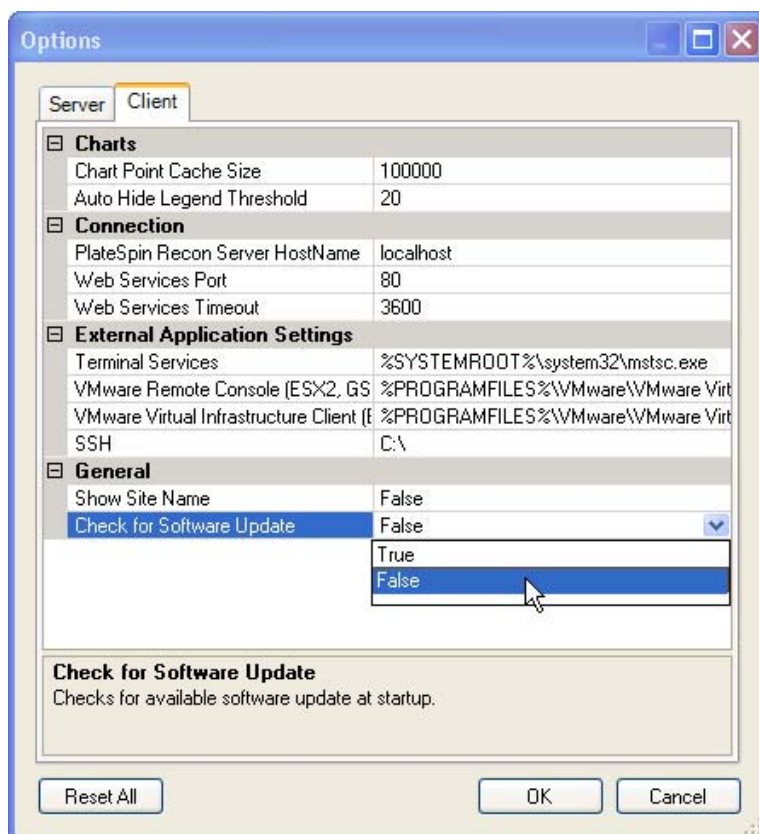 Options
Server Client
Charts
Chart Point Cache Size 100000
Auto Hide Legend Threshold 20
Connection
PlateSpin Recon Server HostName localhost
Web Services Port 80
Web Services Timeout 3600
External Application Settings
Terminal Services %SYSTEMROOT%\system32\mstsc.exe
VMware Remote Console (ESX2, GS %PROGRAMFILES%\VMware\VMware Virt
VMware Virtual Infrastructure Client (E %PROGRAMFILES%\VMware\VMware Virt
SSH C:\
General
Show Site Name False
Check for Software Update False
True
False
Check for Software Update
Checks for available software update at startup.
Reset All OK Cancel